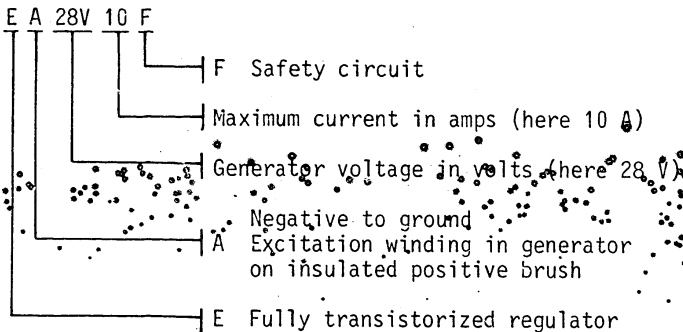 E A 28V 10 F
F Safety circuit
Maximum current in amps (here 10 A)
Generator voltage in volts (here 28 V)
Negative to ground
A Excitation winding in generator
on insulated positive brush
E Fully transistorized regulator